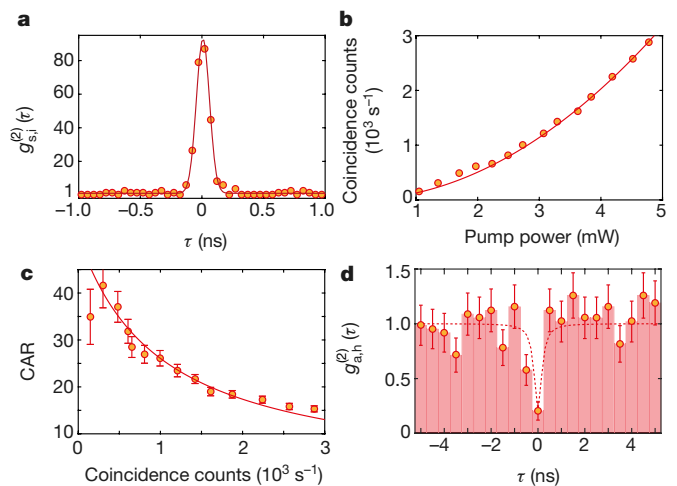 a
g^{(2)}_{s,i} (τ)
80
60
40
20
1
−1.0
−0.5
0
0.5
1.0
τ (ns)
b
Coincidence counts
(10³ s⁻¹)
3
2
1
0
1
2
3
4
5
Pump power (mW)
c
CAR
40
30
20
10
0
1
2
3
Coincidence counts (10³ s⁻¹)
d
g^{(2)}_{a,h} (τ)
1.5
1.0
0.5
0
−4
−2
0
2
4
τ (ns)